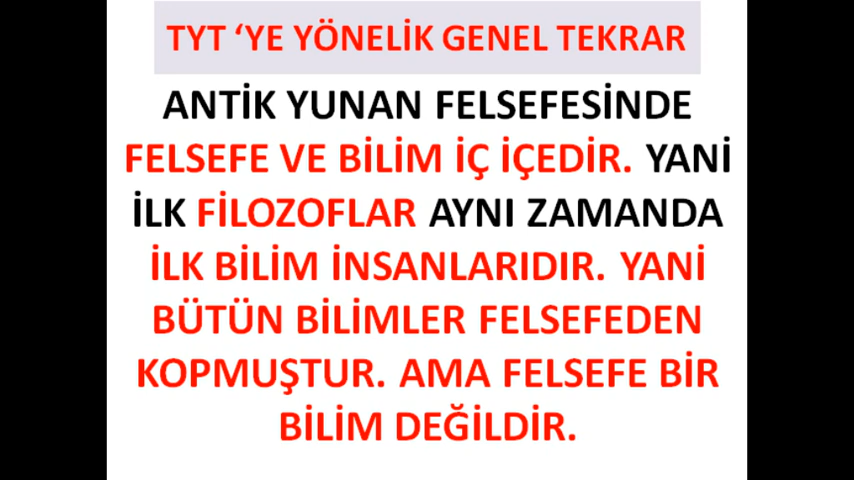 TYT ‘YE YÖNELİK GENEL TEKRAR
ANTİK YUNAN FELSEFESİNDE
FELSEFE VE BİLİM İÇ İÇEDİR. YANİ
İLK FİLOZOFLAR AYNI ZAMANDA
İLK BİLİM İNSANLARIDIR. YANİ
BÜTÜN BİLİMLER FELSEFEDEN
KOPMUŞTUR. AMA FELSEFE BİR
BİLİM DEĞİLDİR.